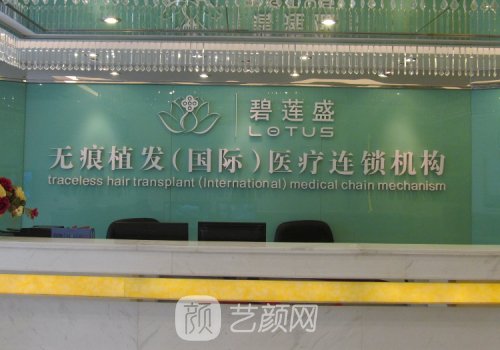 碧莲盛
LOTUS
无痕植发(国际)医疗连锁机构
traceless hair transplant (International) medical chain mechanism
颜 艺颜网